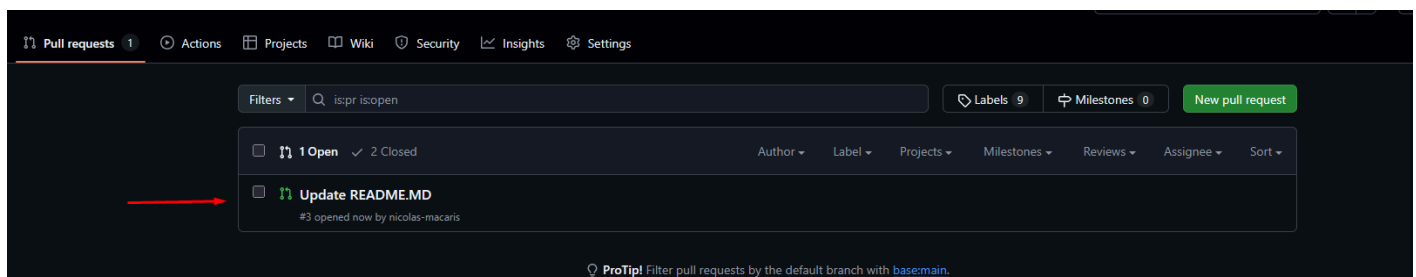 Pull requests 1 Actions Projects Wiki Security Insights Settings
Filters is:pr is:open Labels 9 Milestones 0 New pull request
1 Open 2 Closed Author Label Projects Milestones Reviews Assignee Sort
Update README.MD
#3 opened now by nicolas-macaris
ProTip! Filter pull requests by the default branch with base:main.